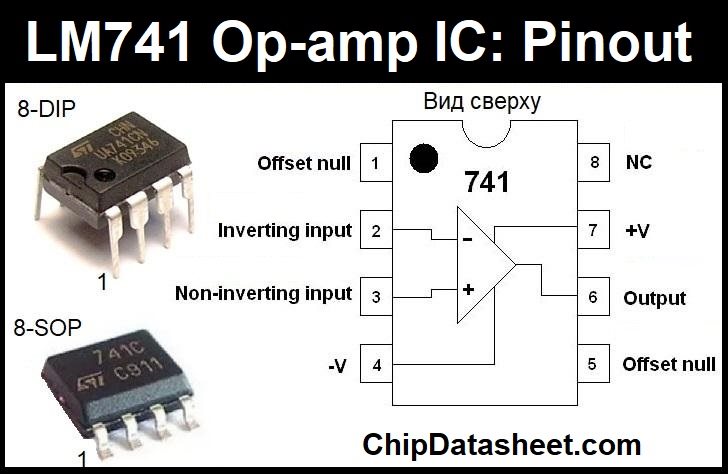 LM741 Op-amp IC: Pinout
8-DIP
CHN
UA741CN
K09346
1
8-SOP
741C
C911
1
Вид сверху
Offset null 1
8 NC
741
Inverting input 2
-
7 +V
Non-inverting input 3
+
6 Output
-V 4
5 Offset null
ChipDatasheet.com